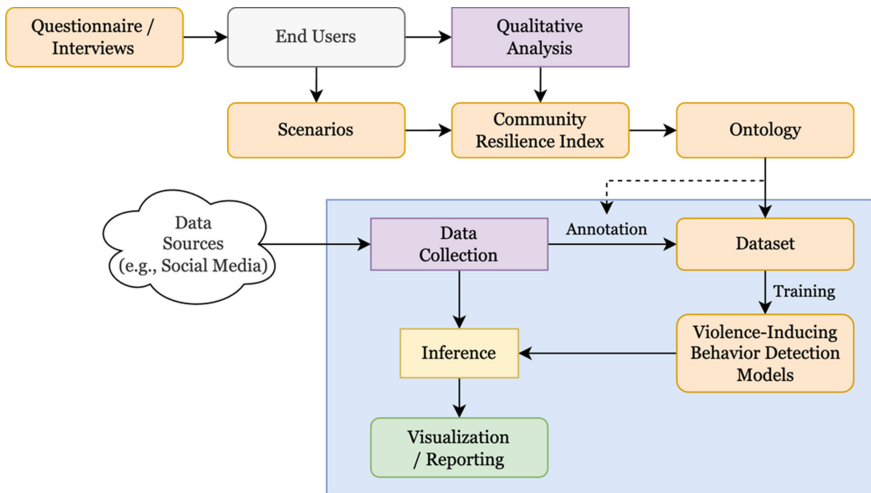 Questionnaire /
Interviews
End Users
Qualitative
Analysis
Scenarios
Community
Resilience Index
Ontology
Data
Sources
(e.g., Social Media)
Data
Collection
Annotation
Dataset
Training
Inference
Violence-Inducing
Behavior Detection
Models
Visualization
/ Reporting